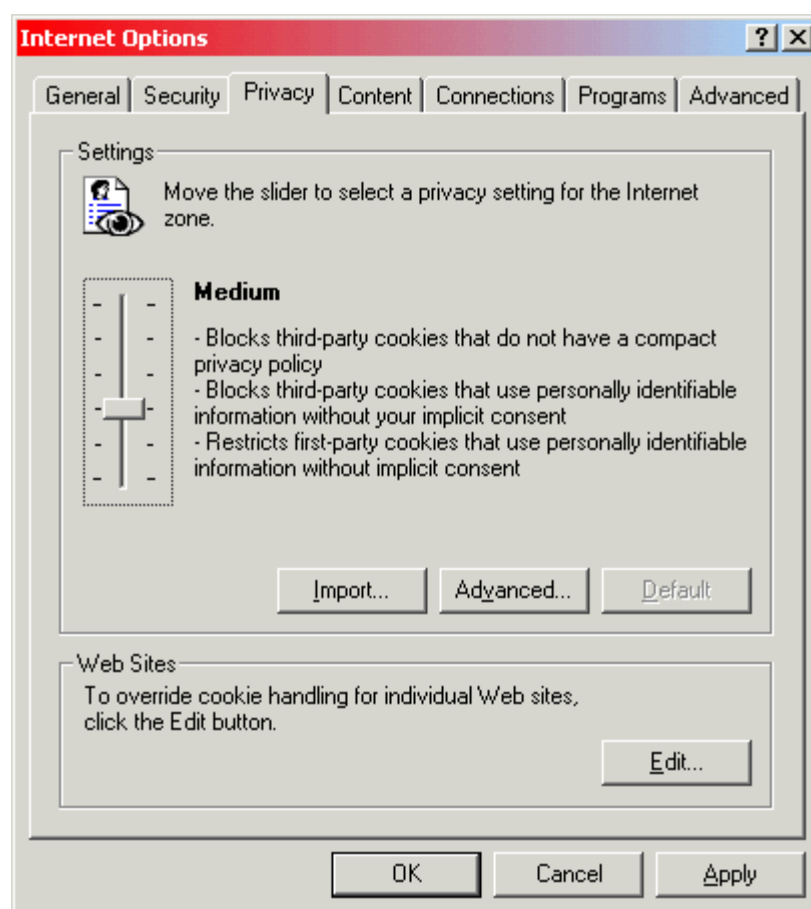 Internet Options
General Security Privacy Content Connections Programs Advanced
Settings
Move the slider to select a privacy setting for the Internet
zone.
Medium
- Blocks third-party cookies that do not have a compact
privacy policy
- Blocks third-party cookies that use personally identifiable
information without your implicit consent
- Restricts first-party cookies that use personally identifiable
information without implicit consent
Import... Advanced... Default
Web Sites
To override cookie handling for individual Web sites,
click the Edit button.
Edit...
OK Cancel Apply